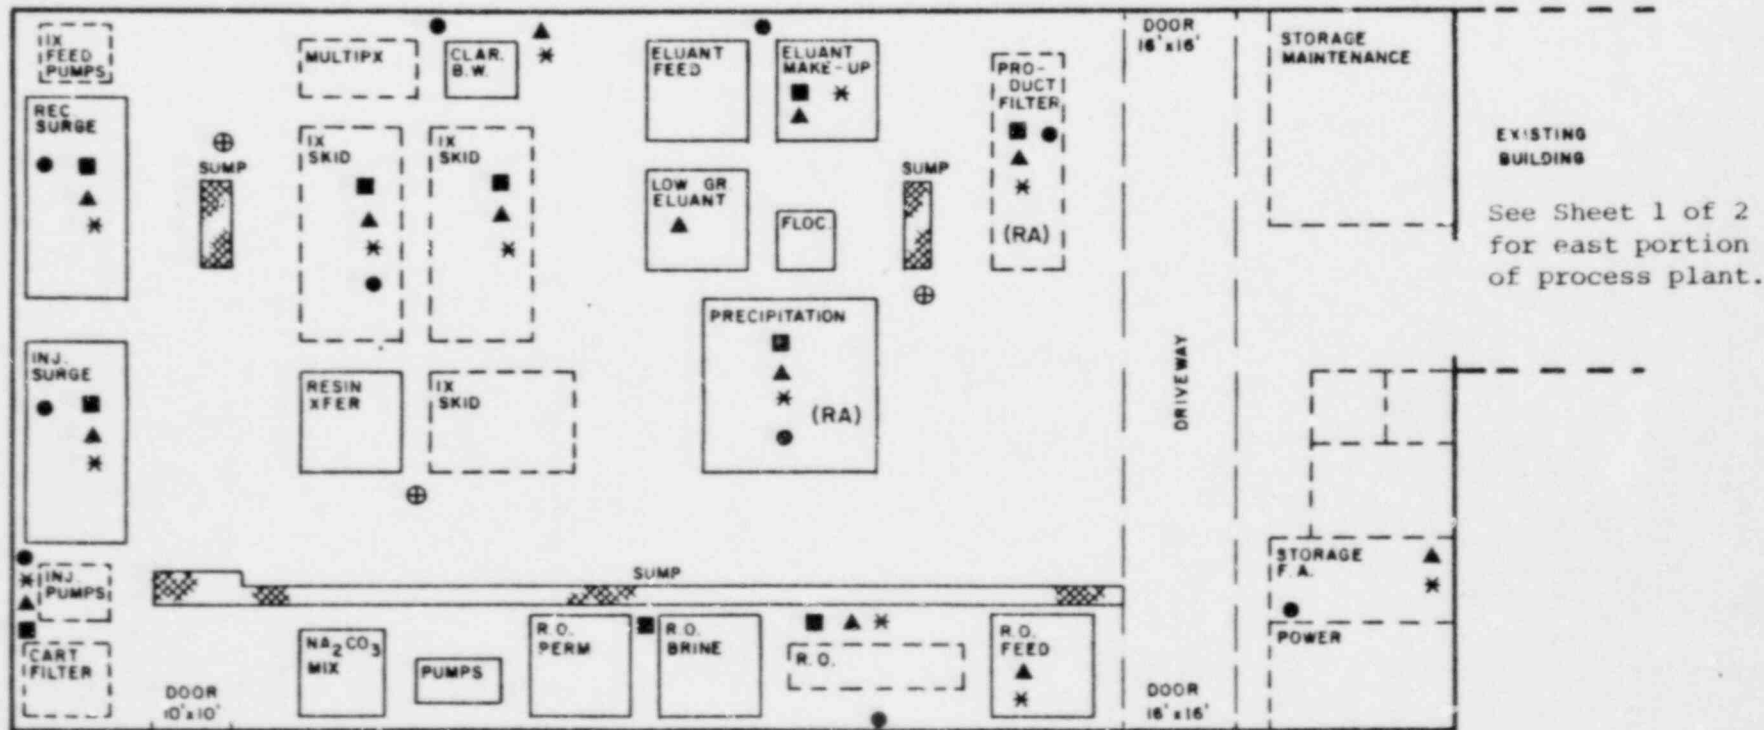 IX
FEED
PUMPS
MULTIPX
CLAR.
B.W.
ELUANT
FEED
ELUANT
MAKE-UP
PRO-
DUCT
FILTER
(RA)
DOOR
16'x16'
STORAGE
MAINTENANCE
EXISTING
BUILDING
See Sheet 1 of 2
for east portion
of process plant.
REC
SURGE
SUMP
IX
SKID
IX
SKID
LOW GR.
ELUANT
FLOC.
SUMP
PRECIPITATION
(RA)
INJ.
SURGE
RESIN
XFER
IX
SKID
DRIVEWAY
INJ.
PUMPS
SUMP
STORAGE
F.A.
POWER
CART
FILTER
DOOR
10'x10'
NA2CO3
MIX
PUMPS
R.O.
PERM
R.O.
BRINE
R.O.
R.O.
FEED
DOOR
16'x16'